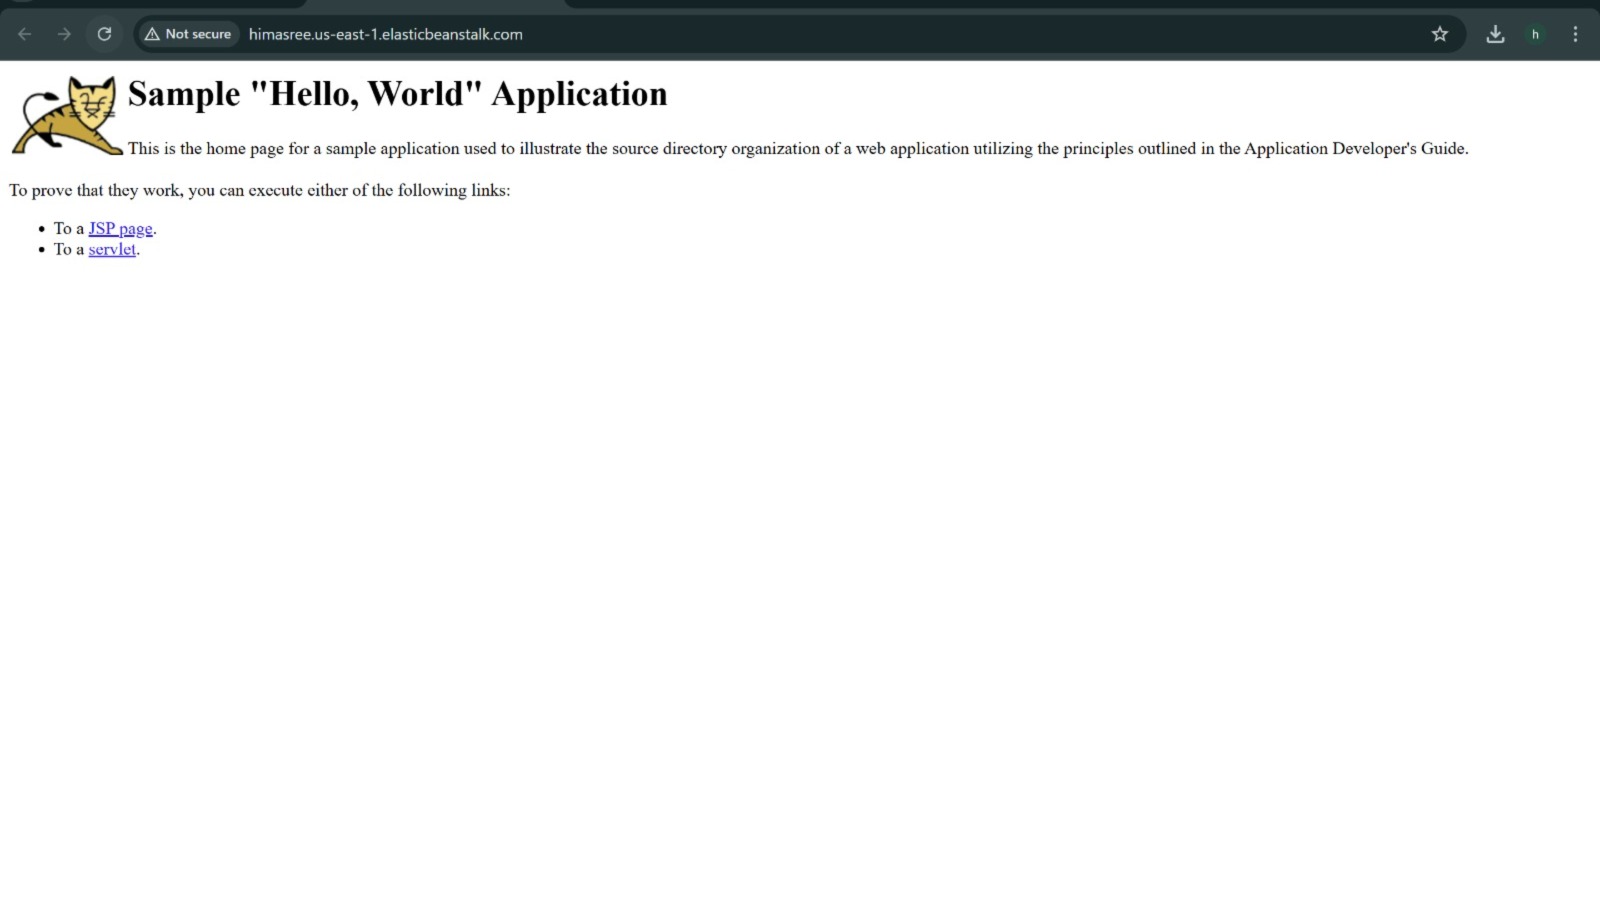 Not secure himasree.us-east-1.elasticbeanstalk.com h
Sample "Hello, World" Application
This is the home page for a sample application used to illustrate the source directory organization of a web application utilizing the principles outlined in the Application Developer's Guide.
To prove that they work, you can execute either of the following links:
• To a JSP page.
• To a servlet.